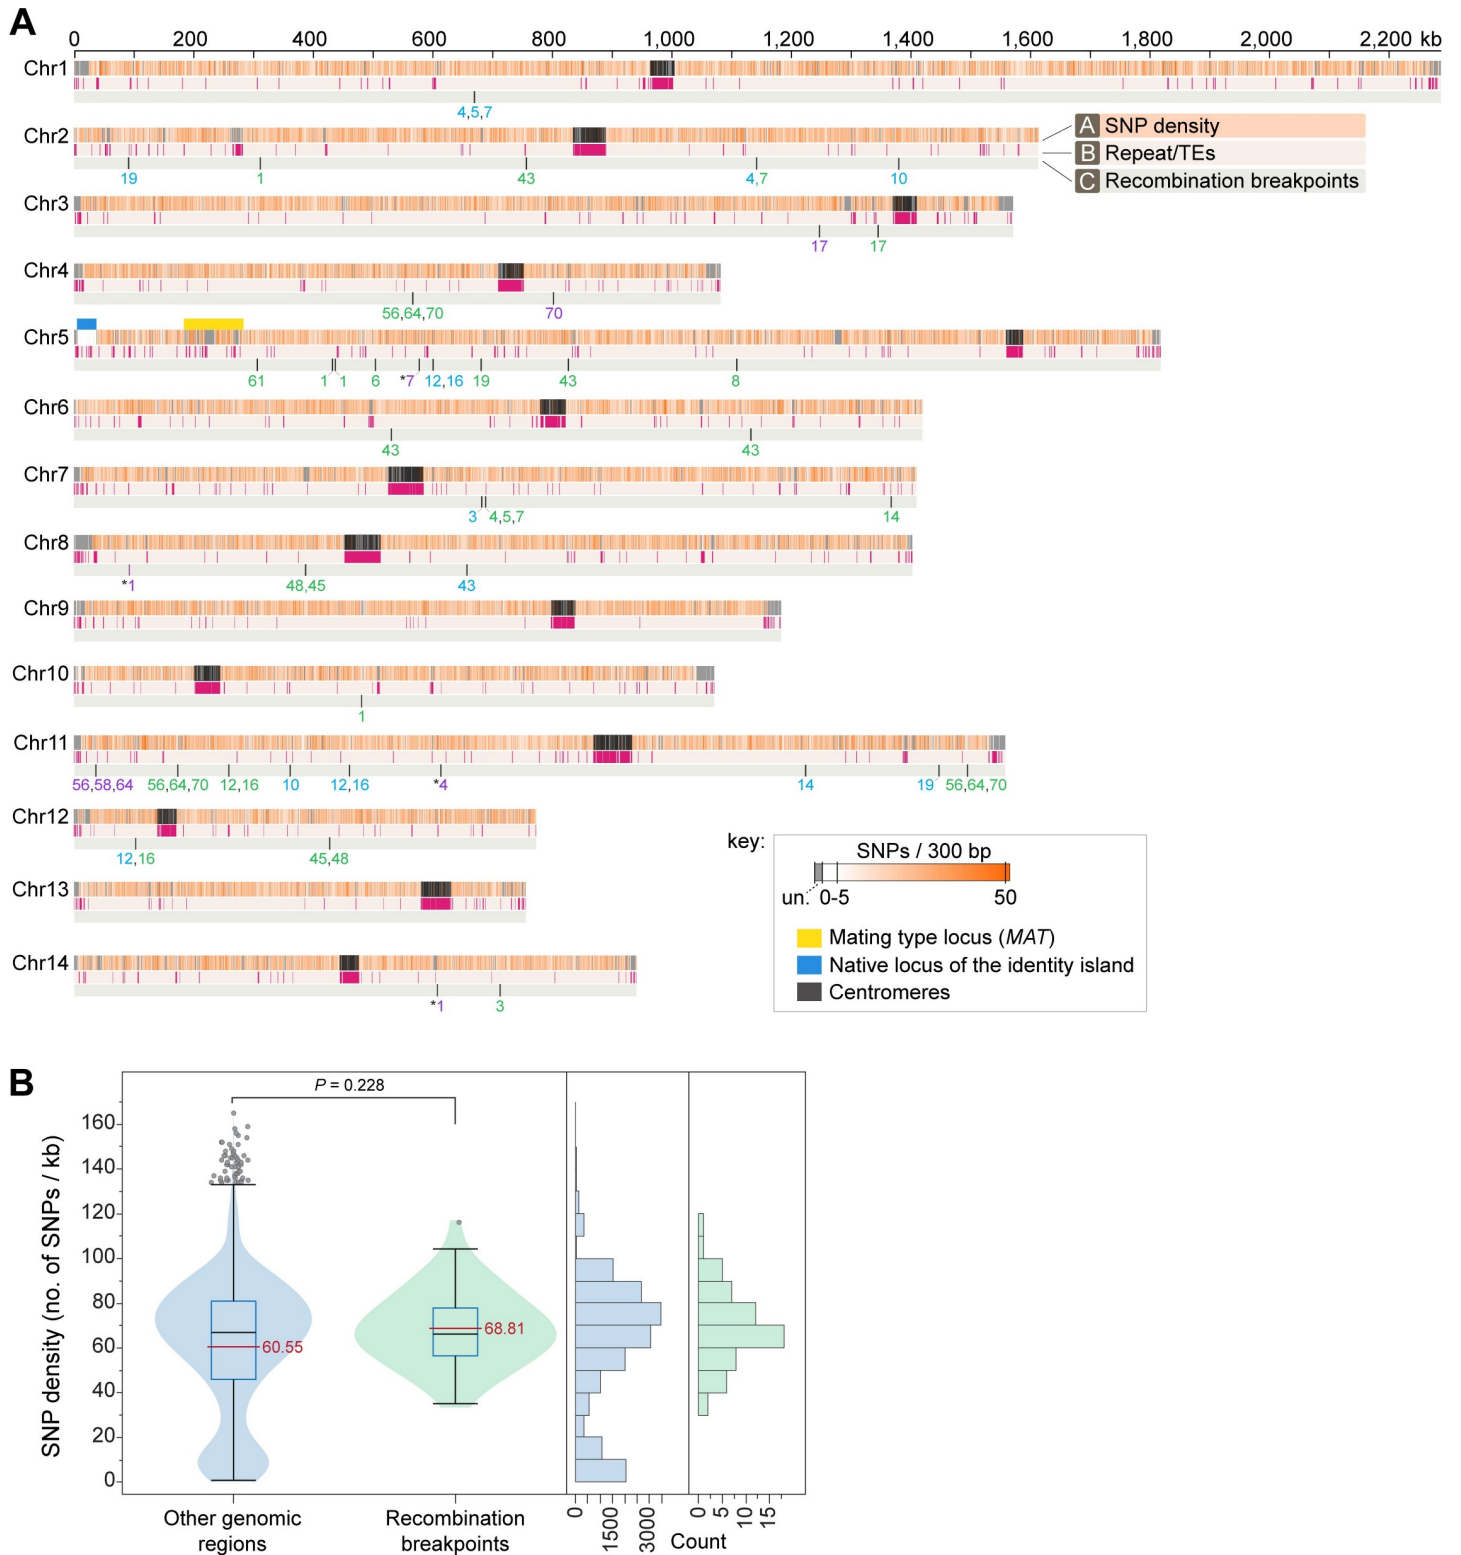 A
0 200 400 600 800 1,000 1,200 1,400 1,600 1,800 2,000 2,200 kb
Chr1
4,5,7
Chr2
19 1 43 4,7 10
A SNP density
B Repeat/TEs
C Recombination breakpoints
Chr3
17 17
Chr4
56,64,70 70
Chr5
61 1 1 6 *7 12,16 19 43 8
Chr6
43 43
Chr7
3 4,5,7 14
Chr8
*1 48,45 43
Chr9
Chr10
1
Chr11
56,58,64 56,64,70 12,16 10 12,16 *4 14 19 56,64,70
Chr12
12,16 45,48
Chr13
Chr14
*1 3
key:
SNPs / 300 bp
un. 0-5 50
Mating type locus (MAT)
Native locus of the identity island
Centromeres
B
P = 0.228
SNP density (no. of SNPs / kb)
160
140
120
100
80
60
40
20
0
60.55
68.81
Other genomic
regions
Recombination
breakpoints
0 1500 3000
0 5 10 15
Count